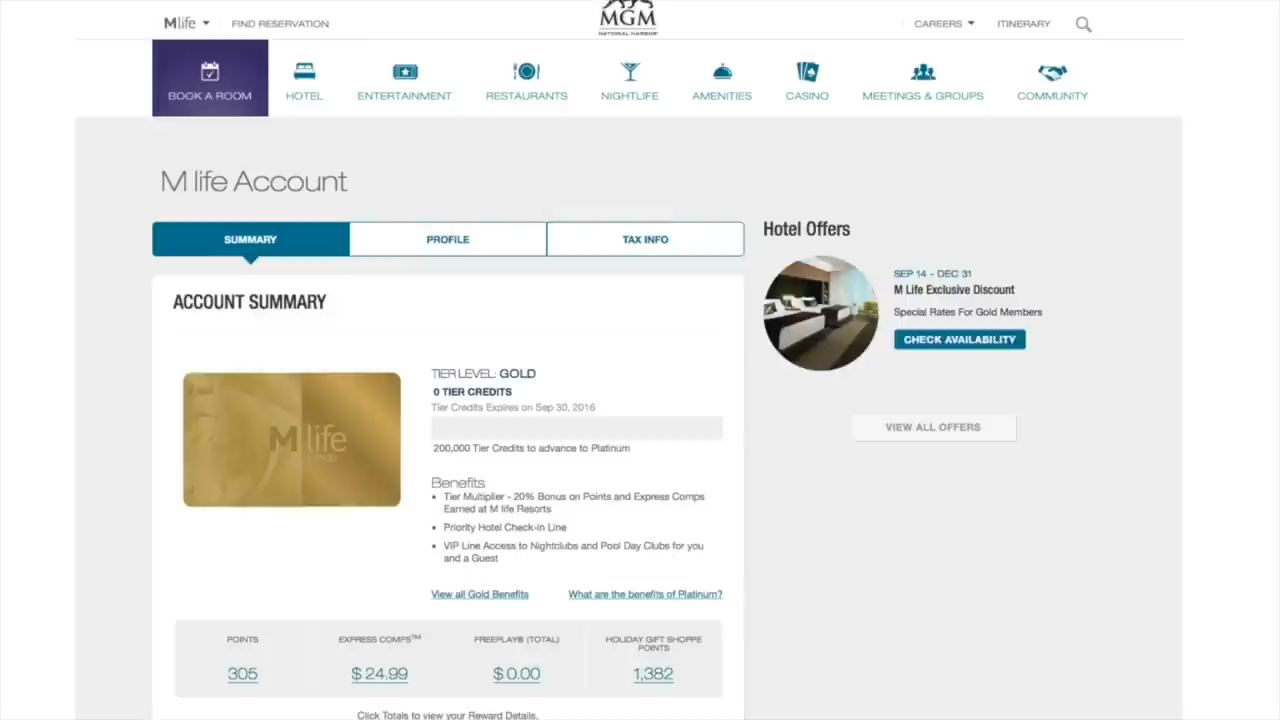 Mlife
FIND RESERVATION
MGM
NATIONAL HARBOR
CAREERS
ITINERARY
BOOK A ROOM
HOTEL
ENTERTAINMENT
RESTAURANTS
NIGHTLIFE
AMENITIES
CASINO
MEETINGS & GROUPS
COMMUNITY
M life Account
SUMMARY
PROFILE
TAX INFO
ACCOUNT SUMMARY
M life
TIER LEVEL: GOLD
0 TIER CREDITS
Tier Credits Expires on Sep 30, 2016
200,000 Tier Credits to advance to Platinum
Benefits
• Tier Multiplier - 20% Bonus on Points and Express Comps
Earned at M life Resorts
• Priority Hotel Check-in Line
• VIP Line Access to Nightclubs and Pool Day Clubs for you
and a Guest
View all Gold Benefits
What are the benefits of Platinum?
POINTS
305
EXPRESS COMPS™
$ 24.99
FREEPLAY® (TOTAL)
$ 0.00
HOLIDAY GIFT SHOPPE
POINTS
1,382
Click Totals to view your Reward Details.
Hotel Offers
SEP 14 - DEC 31
M Life Exclusive Discount
Special Rates For Gold Members
CHECK AVAILABILITY
VIEW ALL OFFERS